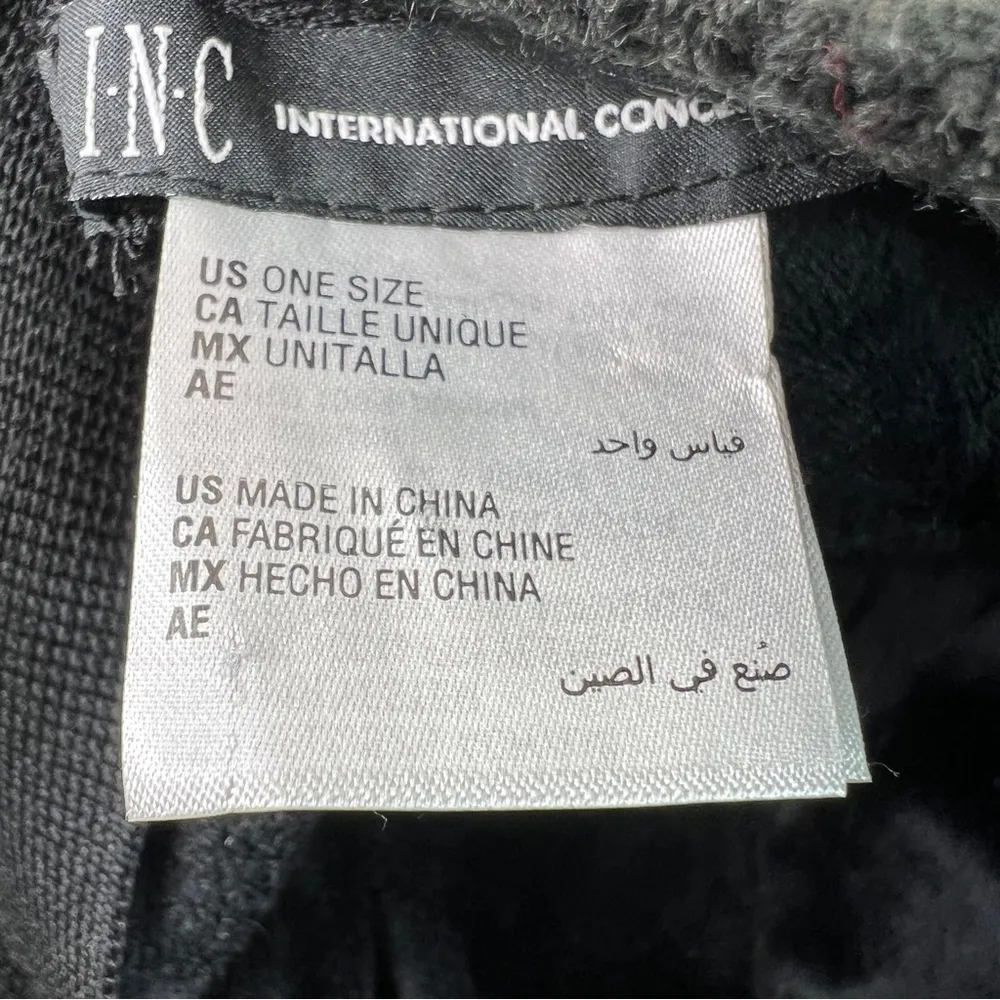 I·N·C INTERNATIONAL
US ONE SIZE
CA TAILLE UNIQUE
MX UNITALLA
AE
قياس واحد
US MADE IN CHINA
CA FABRIQUÉ EN CHINE
MX HECHO EN CHINA
AE
صُنع في الصين